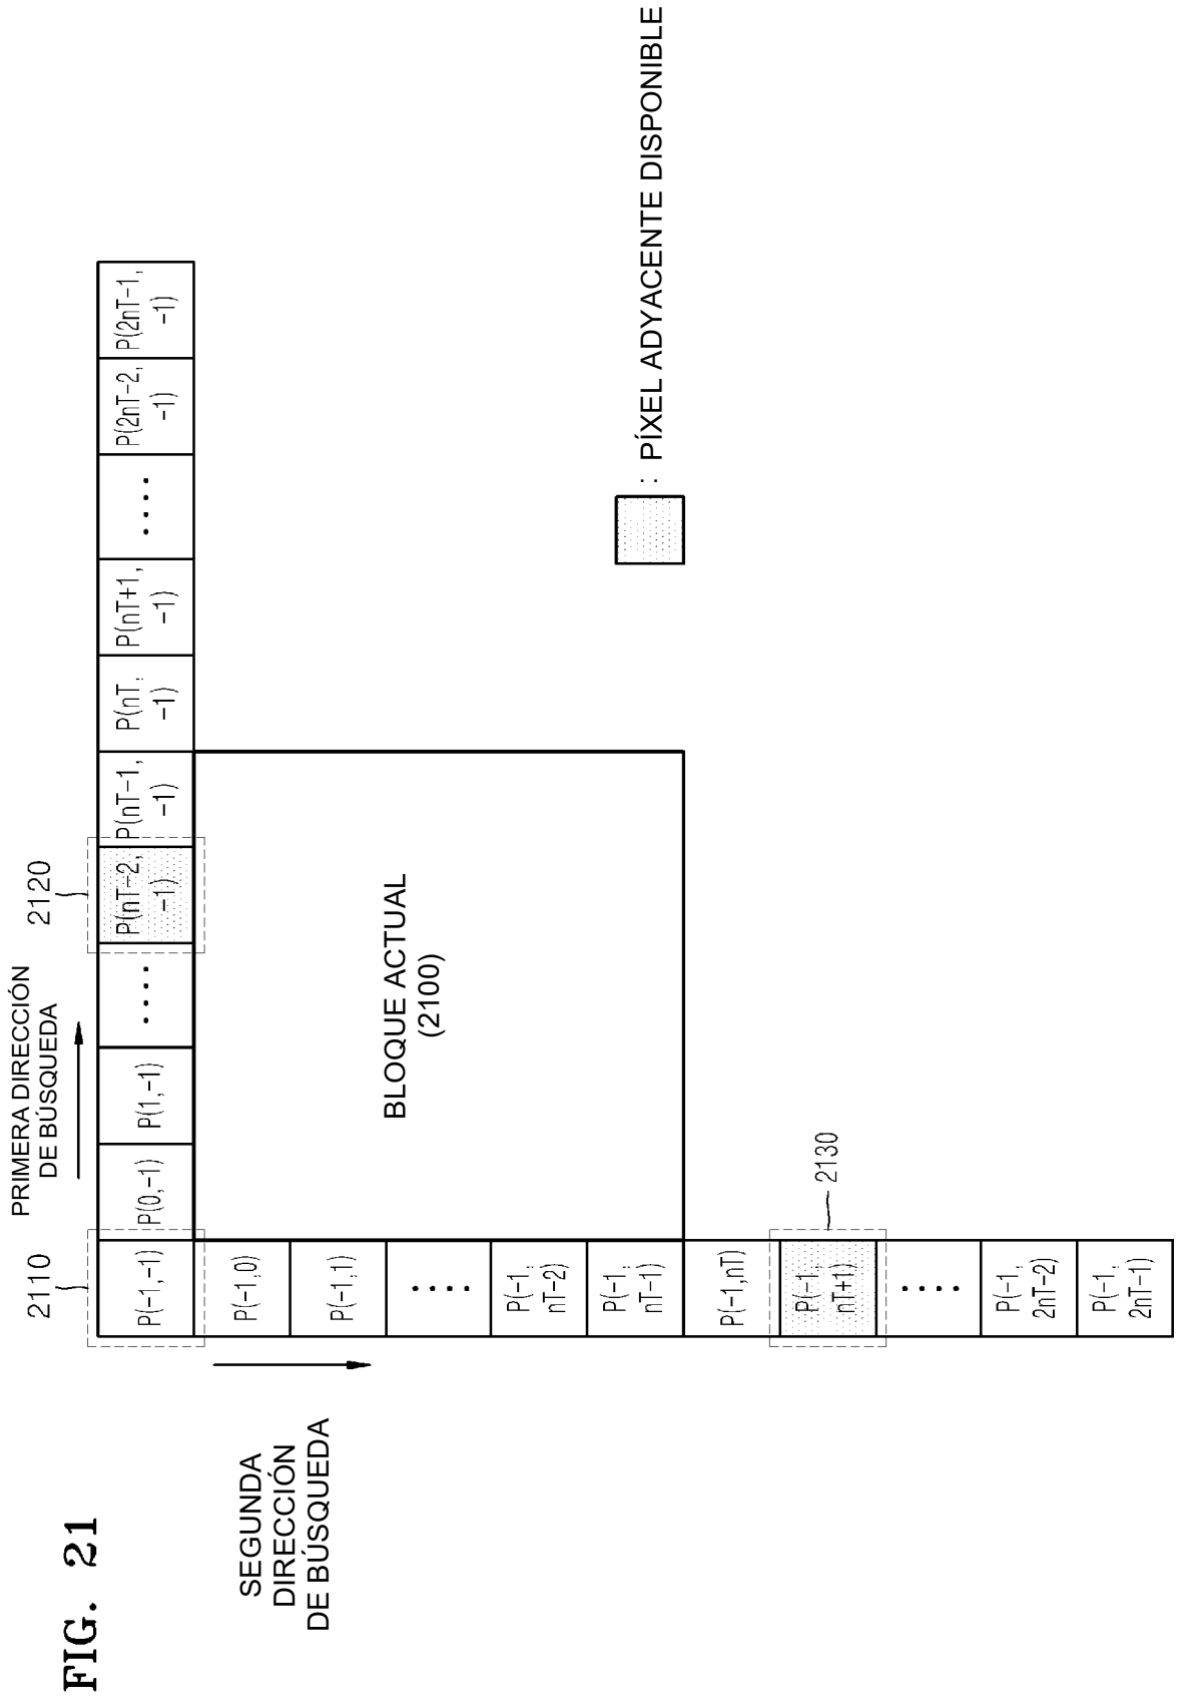 FIG. 21
PRIMERA DIRECCIÓN
DE BÚSQUEDA
2110
2120
P(-1,-1)
P(0,-1)
P(1,-1)
....
P(nT-2,
-1)
P(nT-1,
-1)
P(nT,
-1)
P(nT+1,
-1)
....
P(2nT-2,
-1)
P(2nT-1,
-1)
SEGUNDA
DIRECCIÓN
DE BÚSQUEDA
P(-1,0)
P(-1,1)
....
P(-1,
nT-2)
P(-1,
nT-1)
P(-1,nT)
P(-1,
nT+1)
2130
....
P(-1,
2nT-2)
P(-1,
2nT-1)
BLOQUE ACTUAL
(2100)
: PÍXEL ADYACENTE DISPONIBLE